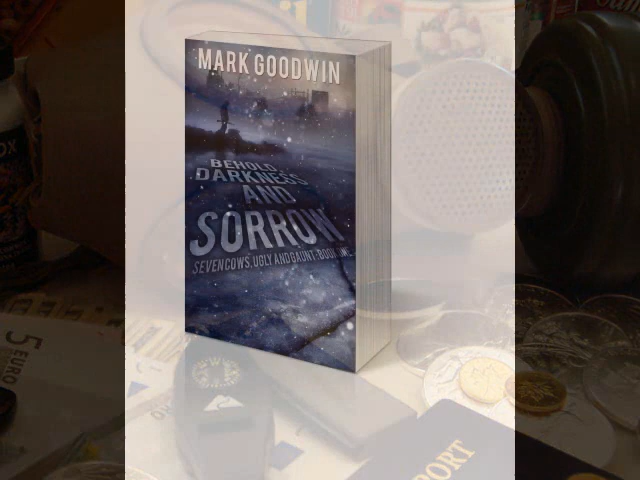 MARK GOODWIN
BEHOLD,
DARKNESS
AND
SORROW
SEVEN COWS, UGLY AND GAUNT: BOOK ONE
5 EURO
PORT